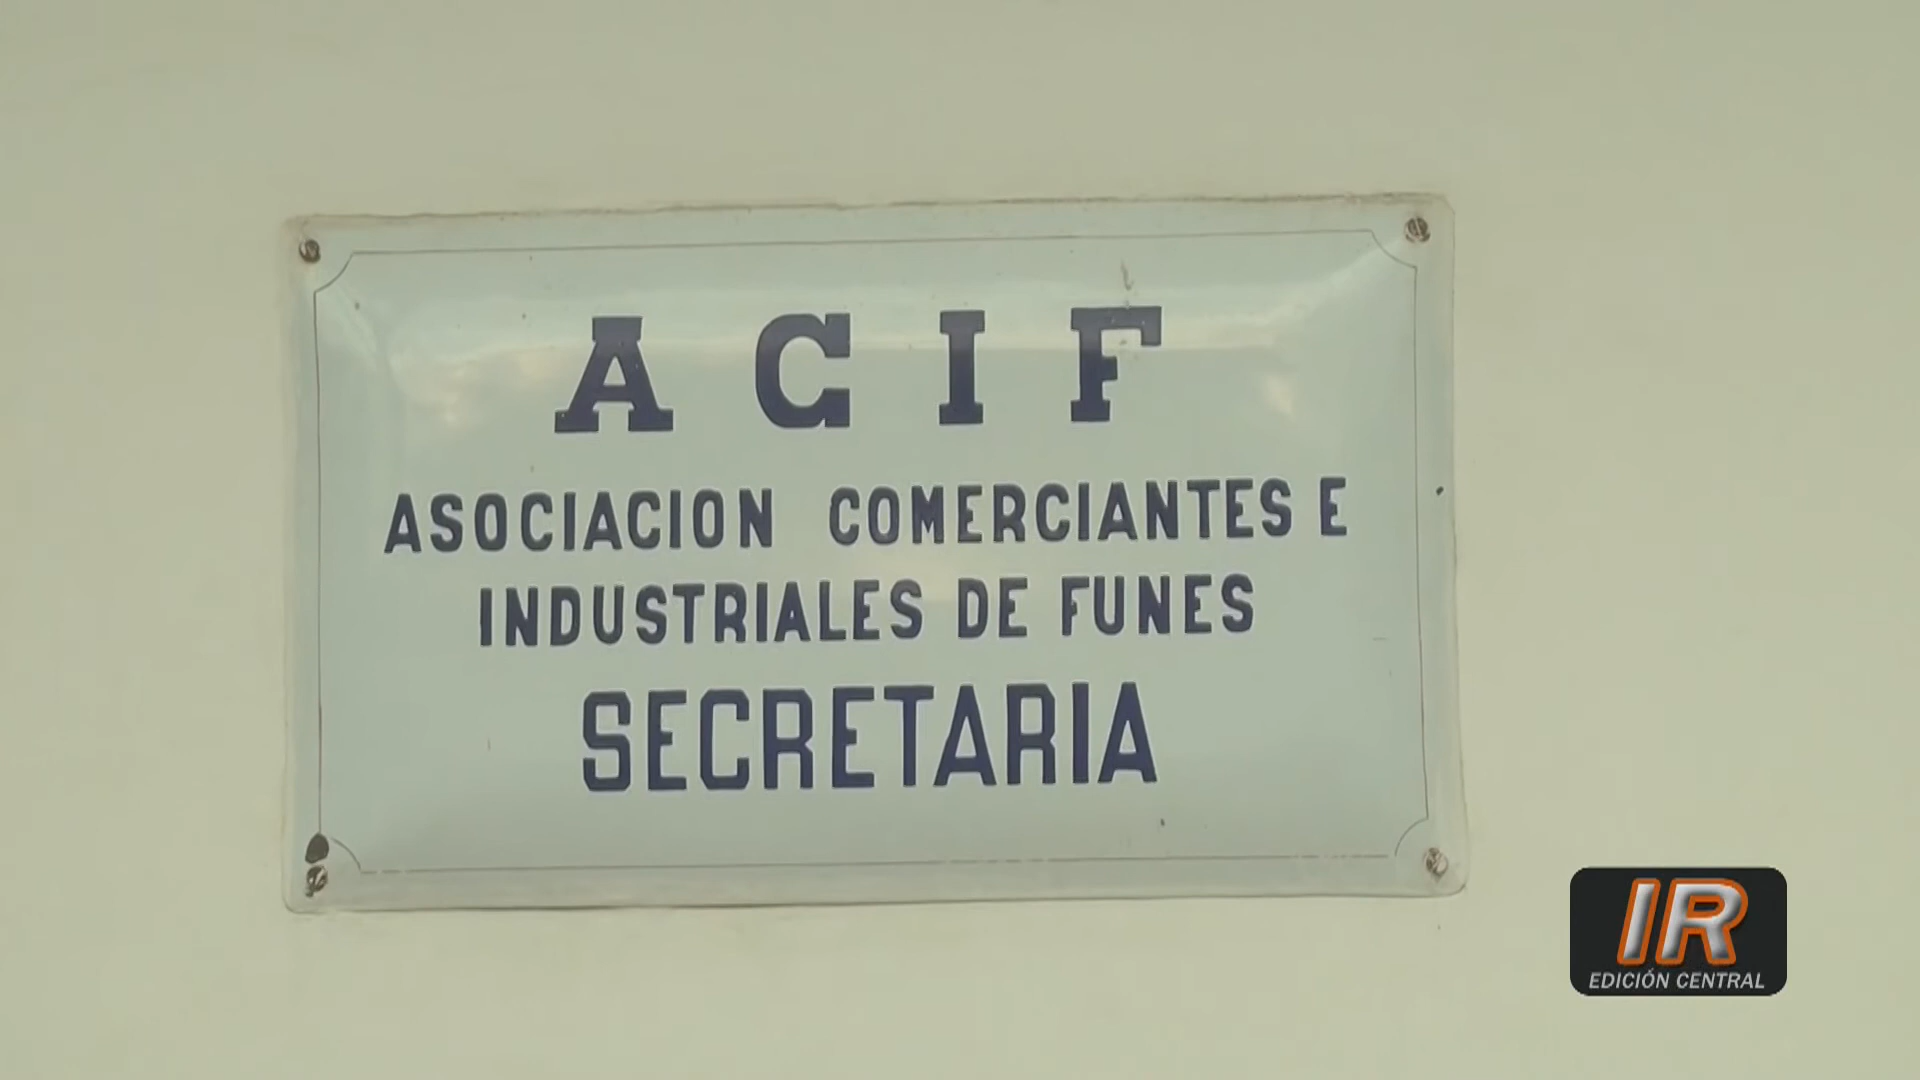 A C I F
ASOCIACION COMERCIANTES E
INDUSTRIALES DE FUNES
SECRETARIA
IR
EDICIÓN CENTRAL